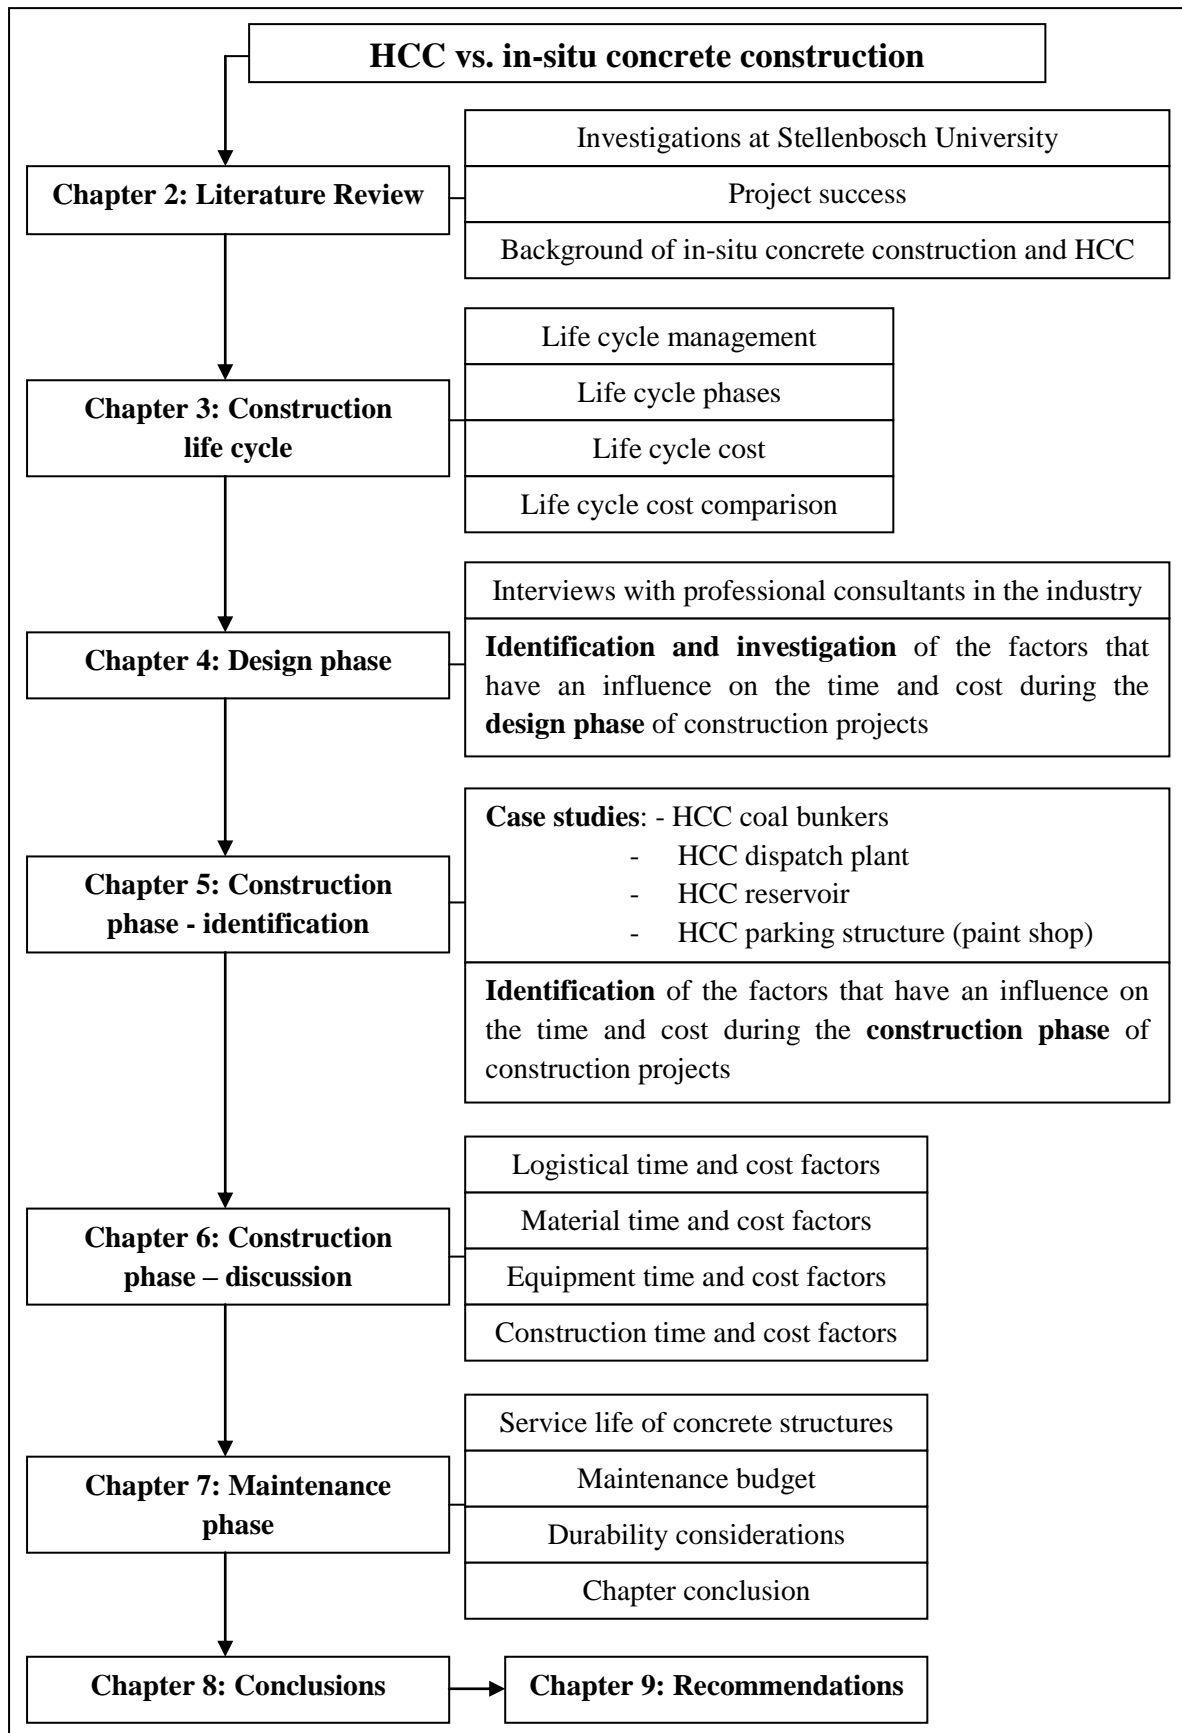 HCC vs. in-situ concrete construction
Chapter 2: Literature Review
Investigations at Stellenbosch University
Project success
Background of in-situ concrete construction and HCC
Chapter 3: Construction
life cycle
Life cycle management
Life cycle phases
Life cycle cost
Life cycle cost comparison
Chapter 4: Design phase
Interviews with professional consultants in the industry
Identification and investigation of the factors that
have an influence on the time and cost during the
design phase of construction projects
Chapter 5: Construction
phase - identification
Case studies: - HCC coal bunkers
- HCC dispatch plant
- HCC reservoir
- HCC parking structure (paint shop)
Identification of the factors that have an influence on
the time and cost during the construction phase of
construction projects
Chapter 6: Construction
phase – discussion
Logistical time and cost factors
Material time and cost factors
Equipment time and cost factors
Construction time and cost factors
Chapter 7: Maintenance
phase
Service life of concrete structures
Maintenance budget
Durability considerations
Chapter conclusion
Chapter 8: Conclusions
Chapter 9: Recommendations